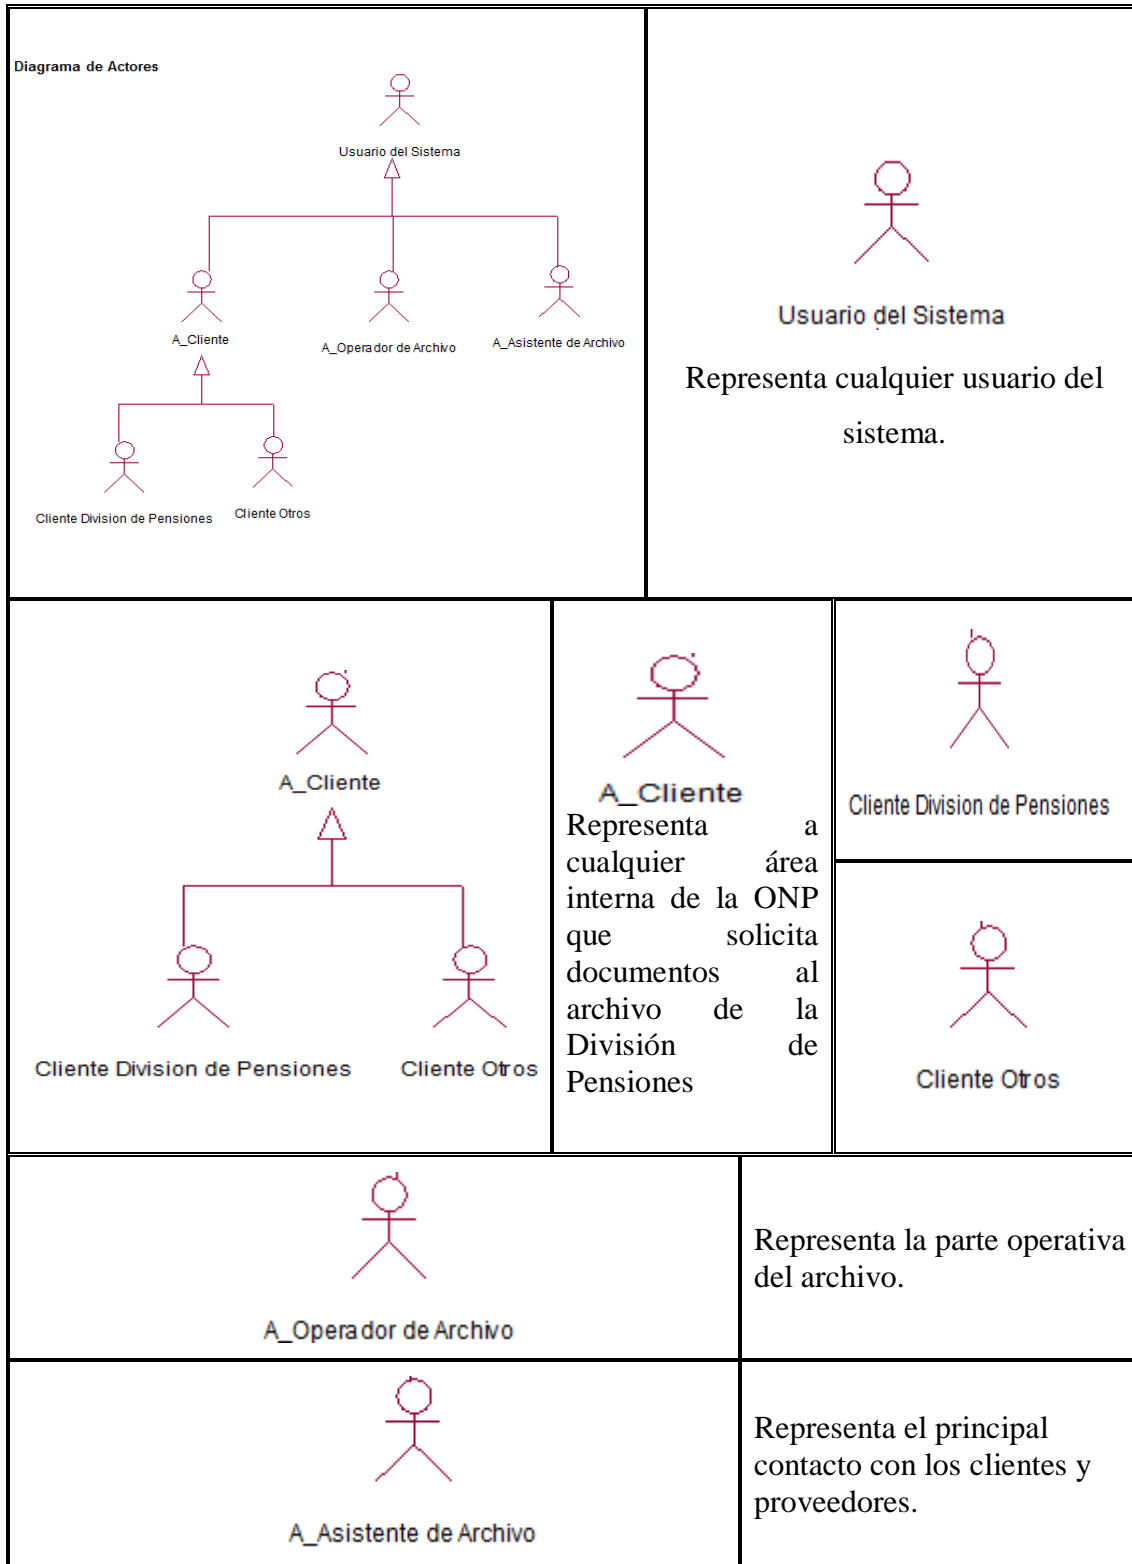 Diagrama de Actores
Usuario del Sistema
A_Cliente
A_Operador de Archivo
A_Asistente de Archivo
Cliente Division de Pensiones
Cliente Otros
Usuario del Sistema
Representa cualquier usuario del
sistema.
A_Cliente
Cliente Division de Pensiones
Cliente Otros
A_Cliente
Representa a
cualquier área
interna de la ONP
que solicita
documentos al
archivo de la
División de
Pensiones
Cliente Division de Pensiones
Cliente Otros
A_Operador de Archivo
Representa la parte operativa
del archivo.
A_Asistente de Archivo
Representa el principal
contacto con los clientes y
proveedores.